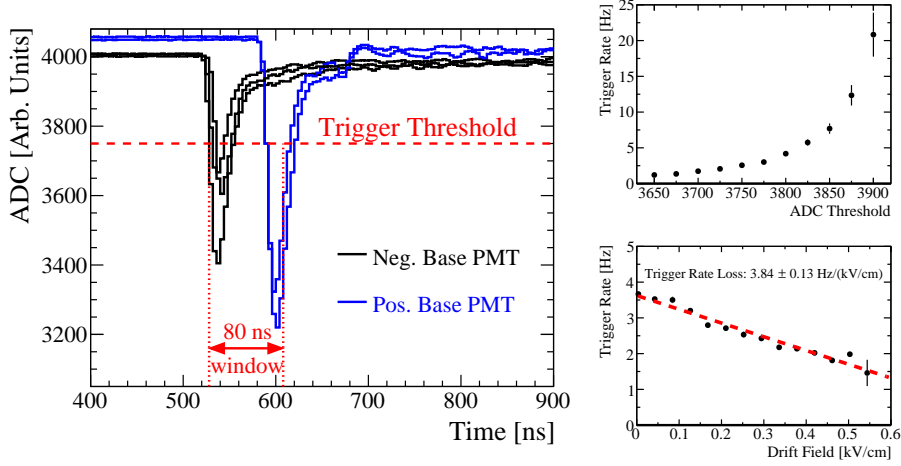 ADC [Arb. Units]
4000
3800
3600
3400
3200
Trigger Threshold
Neg. Base PMT
Pos. Base PMT
80 ns
window
400 500 600 700 800 900
Time [ns]
Trigger Rate [Hz]
25
20
15
10
5
0
3650 3700 3750 3800 3850 3900
ADC Threshold
Trigger Rate [Hz]
5
4
3
2
1
0
Trigger Rate Loss: 3.84 ± 0.13 Hz/(kV/cm)
0 0.1 0.2 0.3 0.4 0.5 0.6
Drift Field [kV/cm]